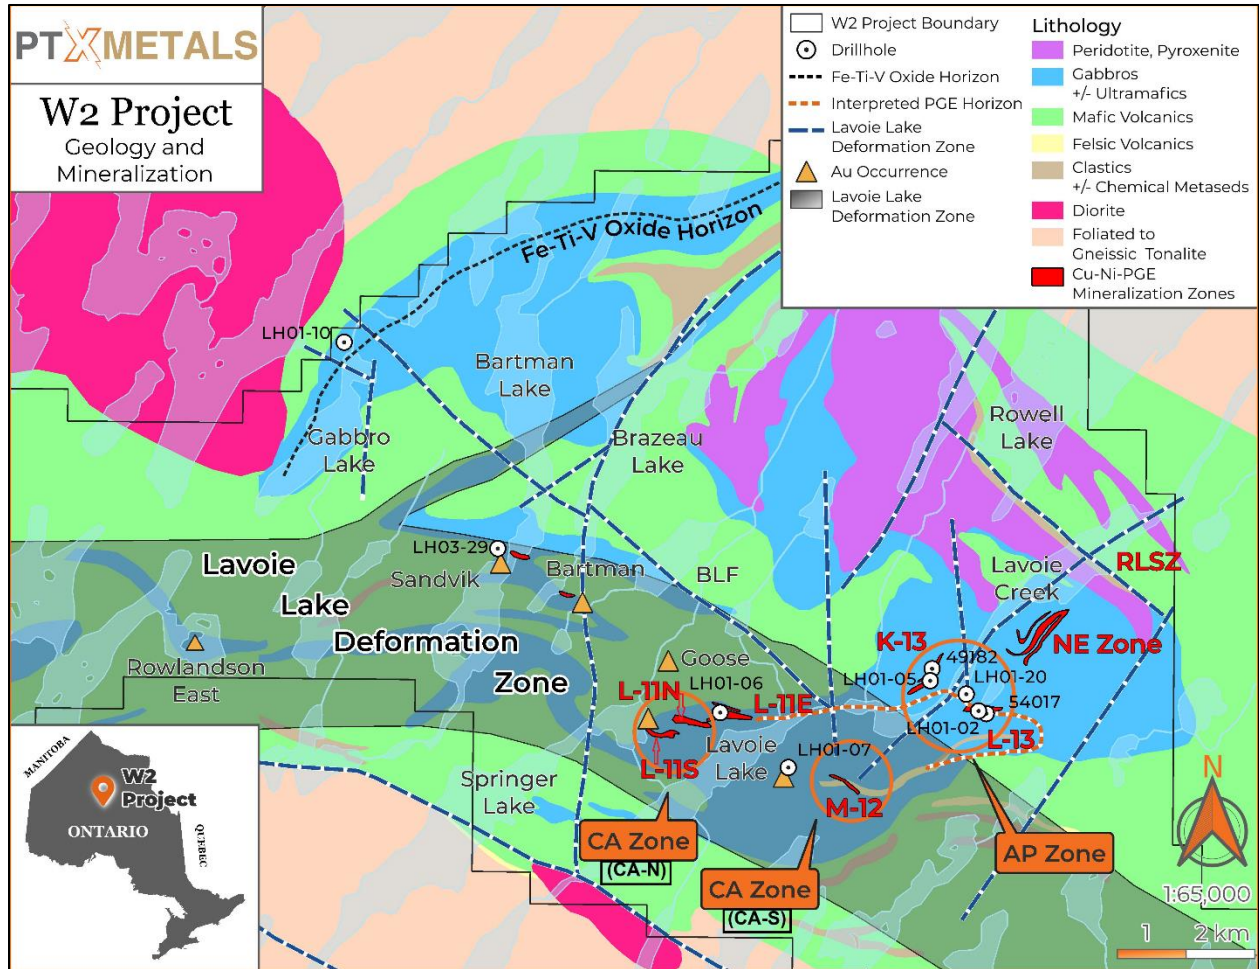 PTXMETALS
W2 Project
Geology and
Mineralization
W2 Project Boundary
Drillhole
Fe-Ti-V Oxide Horizon
Interpreted PGE Horizon
Lavoie Lake
Deformation Zone
Au Occurrence
Lavoie Lake
Deformation Zone
Lithology
Peridotite, Pyroxenite
Gabbros
+/- Ultramafics
Mafic Volcanics
Felsic Volcanics
Clastics
+/- Chemical Metaseds
Diorite
Foliated to
Gneissic Tonalite
Cu-Ni-PGE
Mineralization Zones
Fe-Ti-V Oxide Horizon
LH01-10
Bartman
Lake
Gabbro
Lake
Brazeau
Lake
Rowell
Lake
LH03-29
Sandvik
Bartman
BLF
Lavoie
Creek
RLSZ
Lavoie
Lake
Deformation
Zone
Rowlandson
East
Goose
LH01-06
L-11N
L-11E
L-11S
Lavoie
Lake
LH01-07
M-12
K-13
49182
LH01-05
LH01-20
54017
LH01-02
L-13
NE Zone
Springer
Lake
CA Zone
(CA-N)
CA Zone
(CA-S)
AP Zone
MANITOBA
W2
Project
ONTARIO
QUEBEC
N
1:65,000
1 2 km